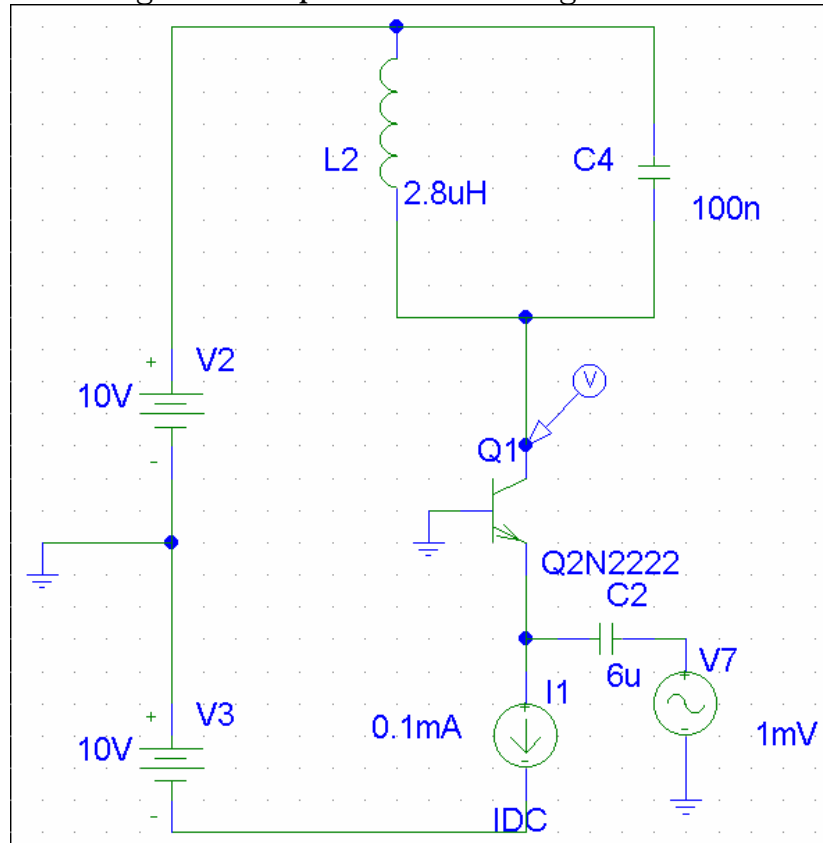 L2
2.8uH
C4
100n
+
V2
10V
-
V
Q1
Q2N2222
C2
6u
V7
1mV
+
-
+
V3
10V
-
I1
0.1mA
+
-
IDC